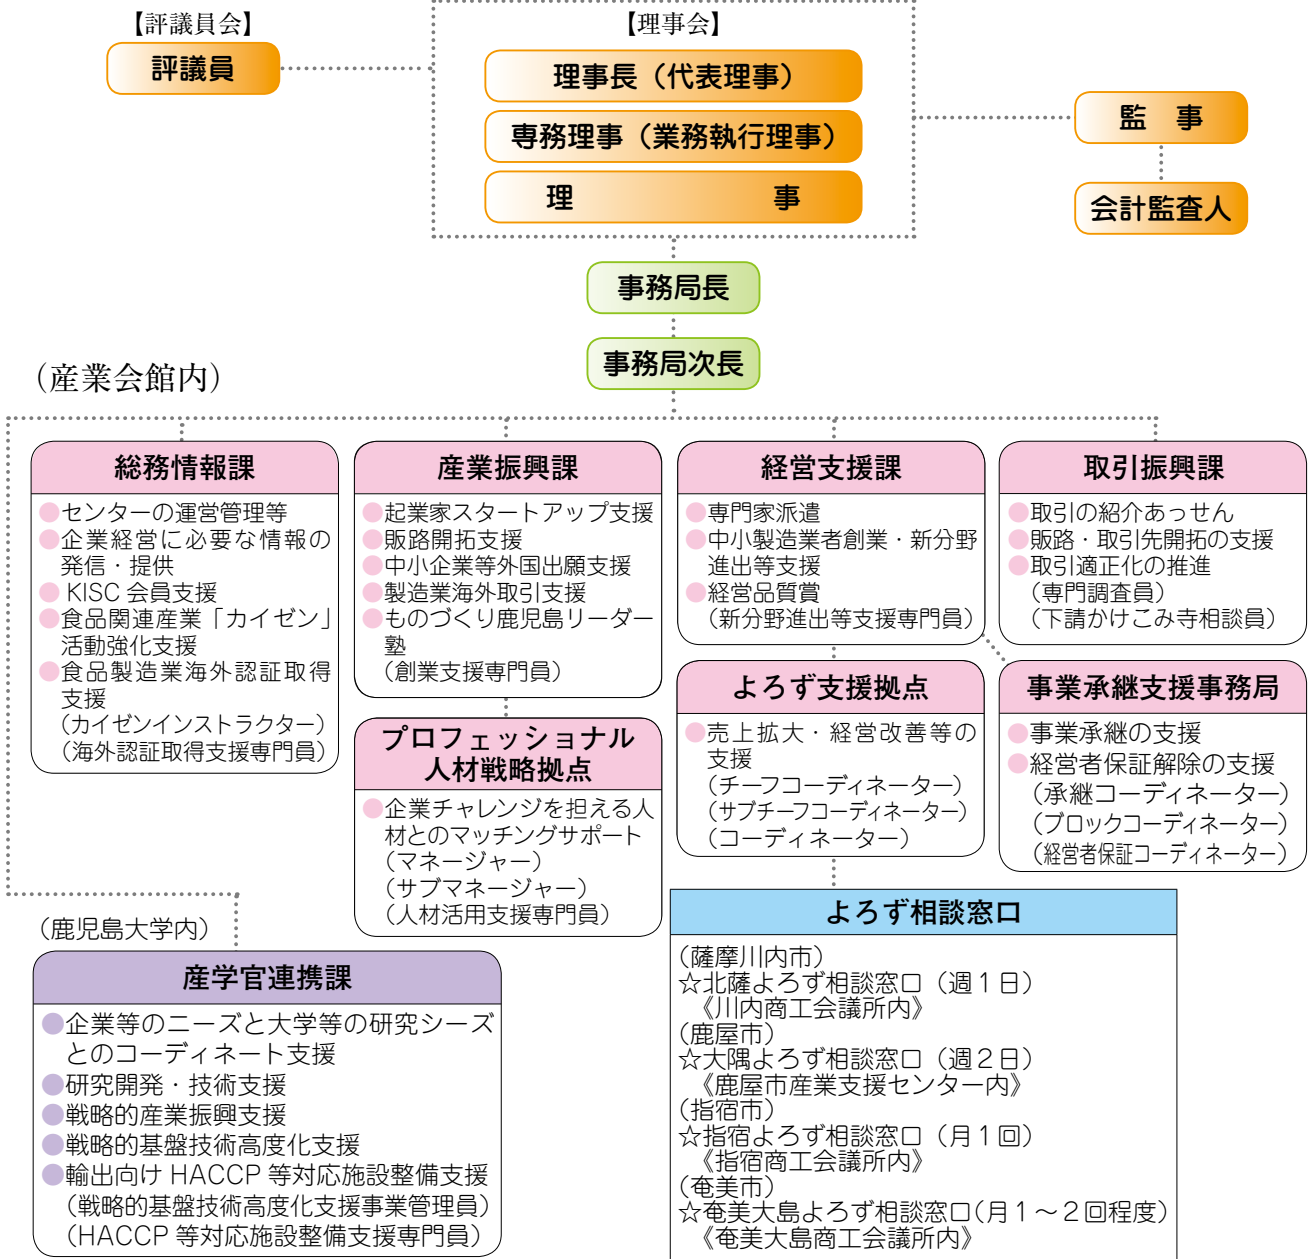 【評議員会】
評議員
【理事会】
理事長（代表理事）
専務理事（業務執行理事）
理　　　　事
監　事
会計監査人
事務局長
事務局次長
（産業会館内）
総務情報課
●センターの運営管理等
●企業経営に必要な情報の
発信・提供
●KISC 会員支援
●食品関連産業「カイゼン」
活動強化支援
●食品製造業海外認証取得
支援
（カイゼンインストラクター）
（海外認証取得支援専門員）
産業振興課
●起業家スタートアップ支援
●販路開拓支援
●中小企業等外国出願支援
●製造業海外取引支援
●ものづくり鹿児島リーダー
塾
（創業支援専門員）
プロフェッショナル
人材戦略拠点
●企業チャレンジを担える人
材とのマッチングサポート
（マネージャー）
（サブマネージャー）
（人材活用支援専門員）
経営支援課
●専門家派遣
●中小製造業者創業・新分野
進出等支援
●経営品質賞
（新分野進出等支援専門員）
よろず支援拠点
●売上拡大・経営改善等の
支援
（チーフコーディネーター）
（サブチーフコーディネーター）
（コーディネーター）
取引振興課
●取引の紹介あっせん
●販路・取引先開拓の支援
●取引適正化の推進
（専門調査員）
（下請かけこみ寺相談員）
事業承継支援事務局
●事業承継の支援
●経営者保証解除の支援
（承継コーディネーター）
（ブロックコーディネーター）
（経営者保証コーディネーター）
よろず相談窓口
（薩摩川内市）
☆北薩よろず相談窓口（週１日）
《川内商工会議所内》
（鹿屋市）
☆大隅よろず相談窓口（週２日）
《鹿屋市産業支援センター内》
（指宿市）
☆指宿よろず相談窓口（月１回）
《指宿商工会議所内》
（奄美市）
☆奄美大島よろず相談窓口（月１～２回程度）
《奄美大島商工会議所内》
（鹿児島大学内）
産学官連携課
●企業等のニーズと大学等の研究シーズ
とのコーディネート支援
●研究開発・技術支援
●戦略的産業振興支援
●戦略的基盤技術高度化支援
●輸出向け HACCP 等対応施設整備支援
（戦略的基盤技術高度化支援事業管理員）
（HACCP 等対応施設整備支援専門員）